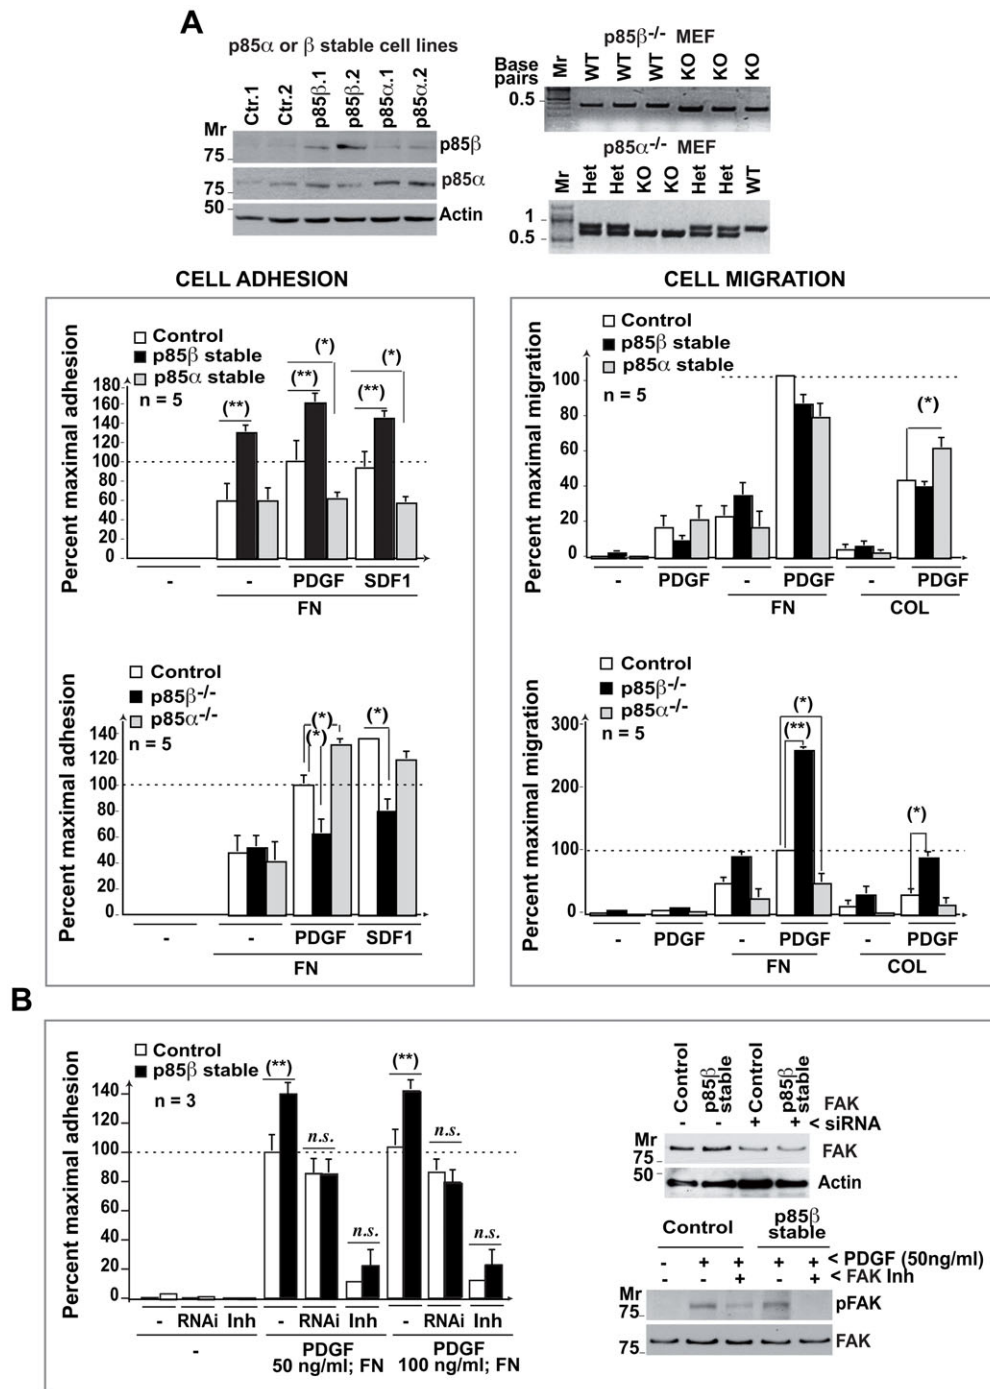 A
p85α or β stable cell lines
Ctr.1
Ctr.2
p85β.1
p85β.2
p85α.1
p85α.2
Mr
75
p85β
75
p85α
50
Actin
p85β-/- MEF
Base
pairs
Mr
WT
WT
WT
KO
KO
KO
0.5
p85α-/- MEF
Mr
Het
Het
KO
KO
Het
Het
WT
1
0.5
CELL ADHESION
Control
p85β stable
p85α stable
n = 5
Percent maximal adhesion
180
160
140
120
100
80
60
40
20
0
(**)
(**)
(*)
(**)
(*)
- - PDGF SDF1
FN
Control
p85β-/-
p85α-/-
n = 5
Percent maximal adhesion
140
120
100
80
60
40
20
0
(*)
(*)
(*)
- - PDGF SDF1
FN
CELL MIGRATION
Control
p85β stable
p85α stable
n = 5
Percent maximal migration
100
80
60
40
20
0
(*)
- PDGF - PDGF - PDGF
FN COL
Control
p85β-/-
p85α-/-
n = 5
Percent maximal migration
300
200
100
0
(*)
(**)
(*)
- PDGF - PDGF - PDGF
FN COL
B
Control
p85β stable
n = 3
Percent maximal adhesion
140
120
100
80
60
40
20
0
(**)
n.s.
n.s.
(**)
n.s.
n.s.
- RNAi Inh - RNAi Inh - RNAi Inh
- PDGF PDGF
50 ng/ml; FN 100 ng/ml; FN
Control
p85β stable
Control
p85β stable
FAK
- - + + < siRNA
Mr
75
FAK
50
Actin
Control p85β stable
- + + + + < PDGF (50ng/ml)
- - + - + < FAK Inh
Mr
75
pFAK
75
FAK